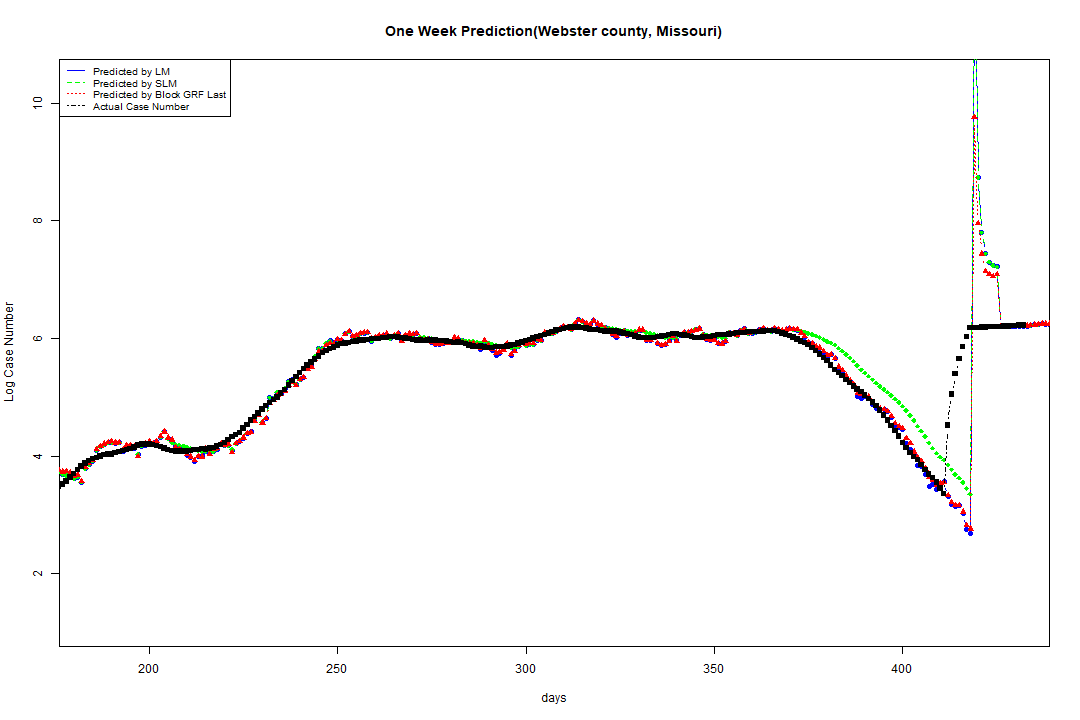 One Week Prediction(Webster county, Missouri)
Predicted by LM
Predicted by SLM
Predicted by Block GRF Last
Actual Case Number
10
8
6
4
2
Log Case Number
200 250 300 350 400
days